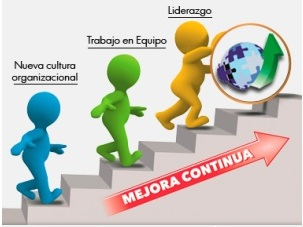 Liderazgo
Trabajo en Equipo
Nueva cultura
organizacional
MEJORA CONTINUA